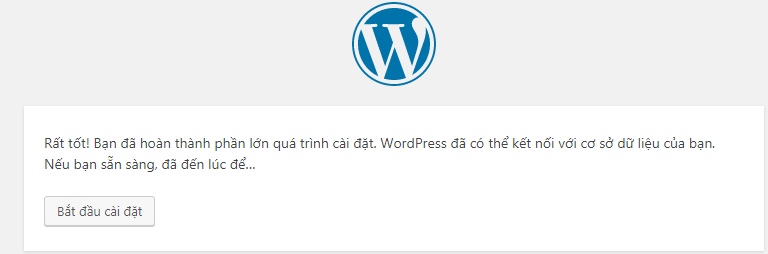 Rất tốt! Bạn đã hoàn thành phần lớn quá trình cài đặt. WordPress đã có thể kết nối với cơ sở dữ liệu của bạn.
Nếu bạn sẵn sàng, đã đến lúc để...
Bắt đầu cài đặt